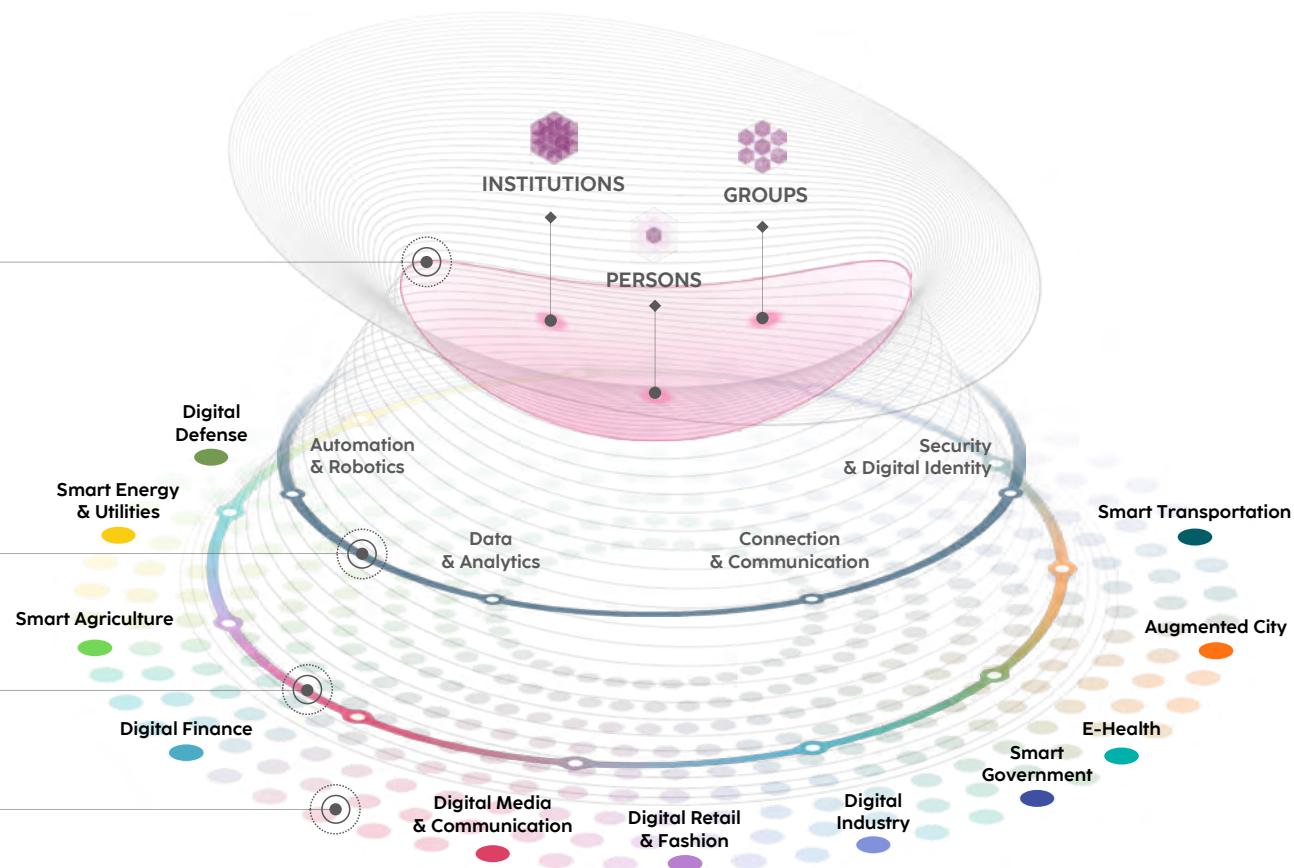 INSTITUTIONS
GROUPS
PERSONS
Digital
Defense
Automation
& Robotics
Security
& Digital Identity
Smart Energy
& Utilities
Smart Transportation
Data
& Analytics
Connection
& Communication
Smart Agriculture
Augmented City
Digital Finance
E-Health
Smart
Government
Digital Media
& Communication
Digital Retail
& Fashion
Digital
Industry